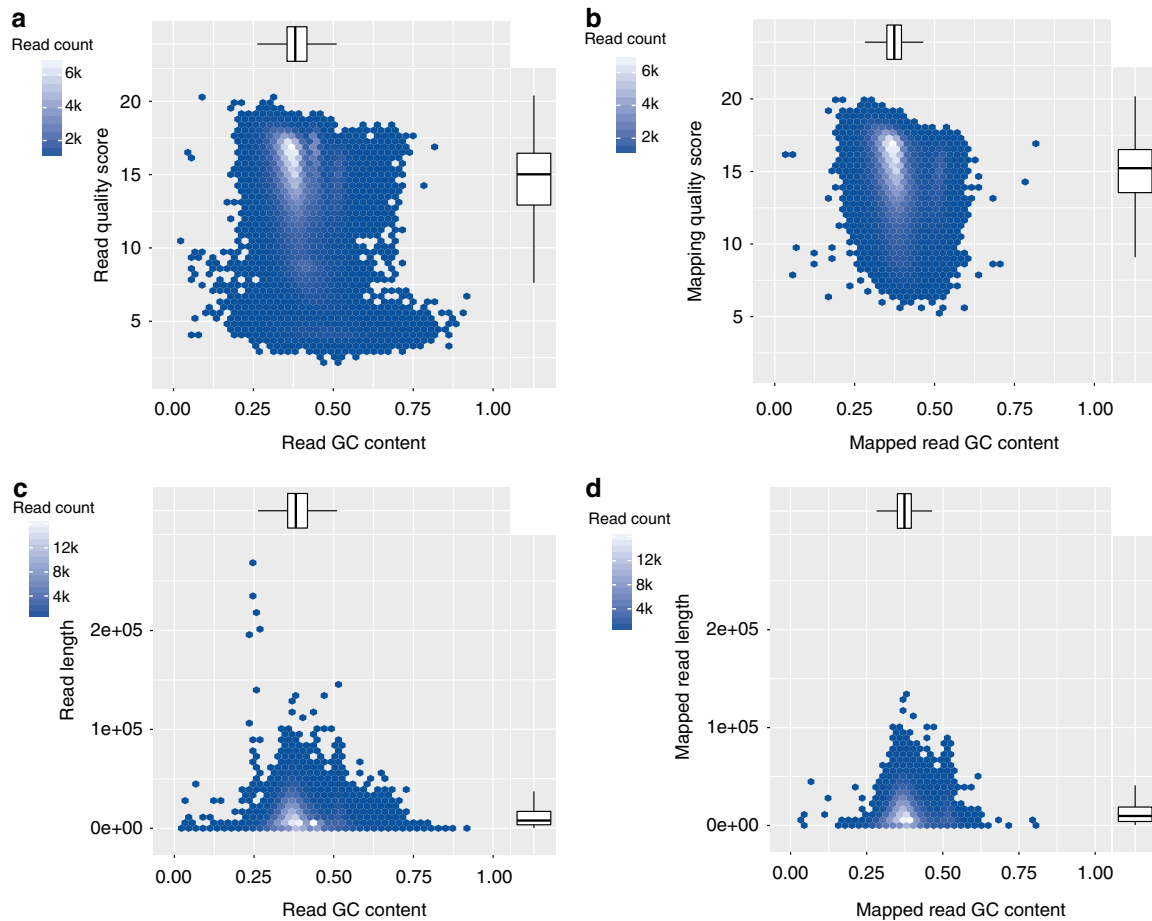 a
Read count
6k
4k
2k
Read quality score
20
15
10
5
0.00 0.25 0.50 0.75 1.00
Read GC content
b
Read count
6k
4k
2k
Mapping quality score
20
15
10
5
0.00 0.25 0.50 0.75 1.00
Mapped read GC content
c
Read count
12k
8k
4k
Read length
2e+05
1e+05
0e+00
0.00 0.25 0.50 0.75 1.00
Read GC content
d
Read count
12k
8k
4k
Mapped read length
2e+05
1e+05
0e+00
0.00 0.25 0.50 0.75 1.00
Mapped read GC content